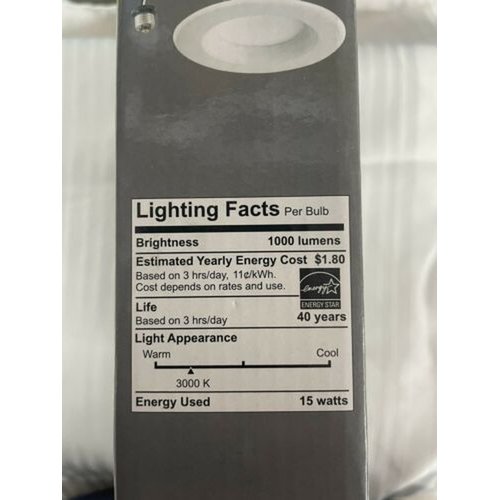 Lighting Facts Per Bulb
Brightness 1000 lumens
Estimated Yearly Energy Cost $1.80
Based on 3 hrs/day, 11¢/kWh.
Cost depends on rates and use.
energy
ENERGY STAR
Life
Based on 3 hrs/day 40 years
Light Appearance
Warm Cool
3000 K
Energy Used 15 watts